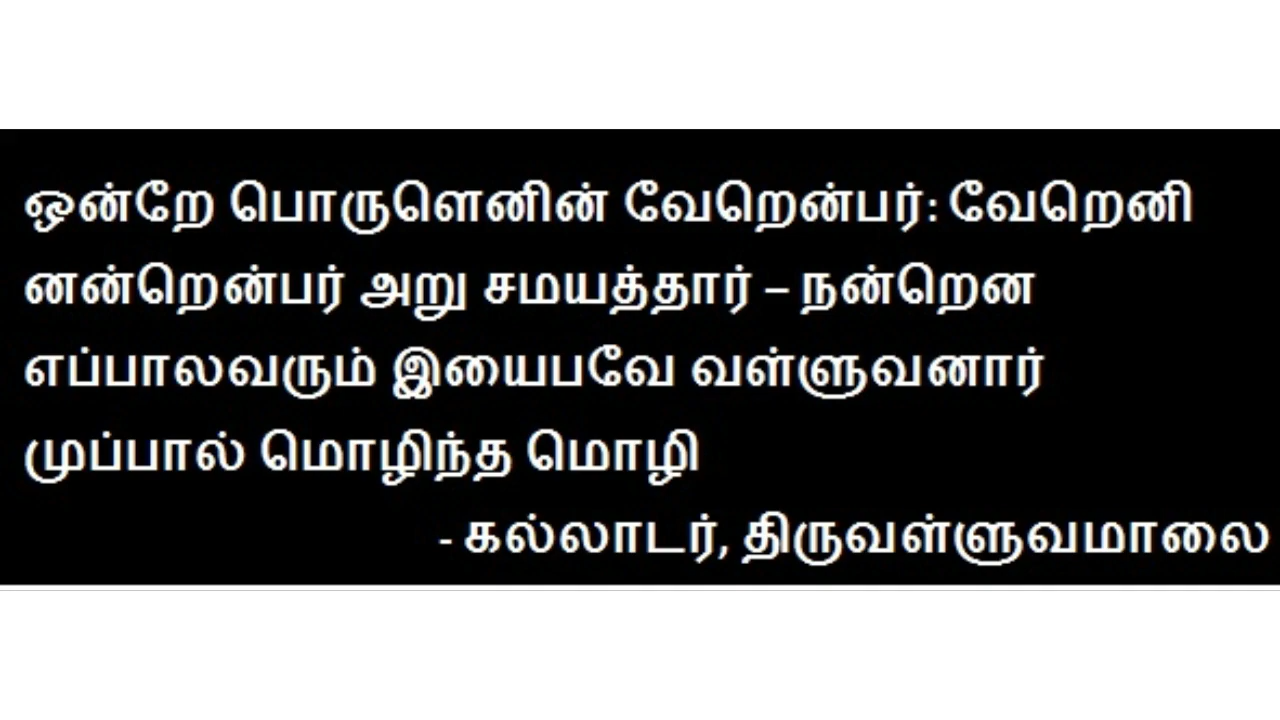 ஒன்றே பொருளெனின் வேறென்பர்: வேறெனி
னன்றென்பர் அறு சமயத்தார் – நன்றென
எப்பாலவரும் இயைபவே வள்ளுவனார்
முப்பால் மொழிந்த மொழி
- கல்லாடர், திருவள்ளுவமாலை